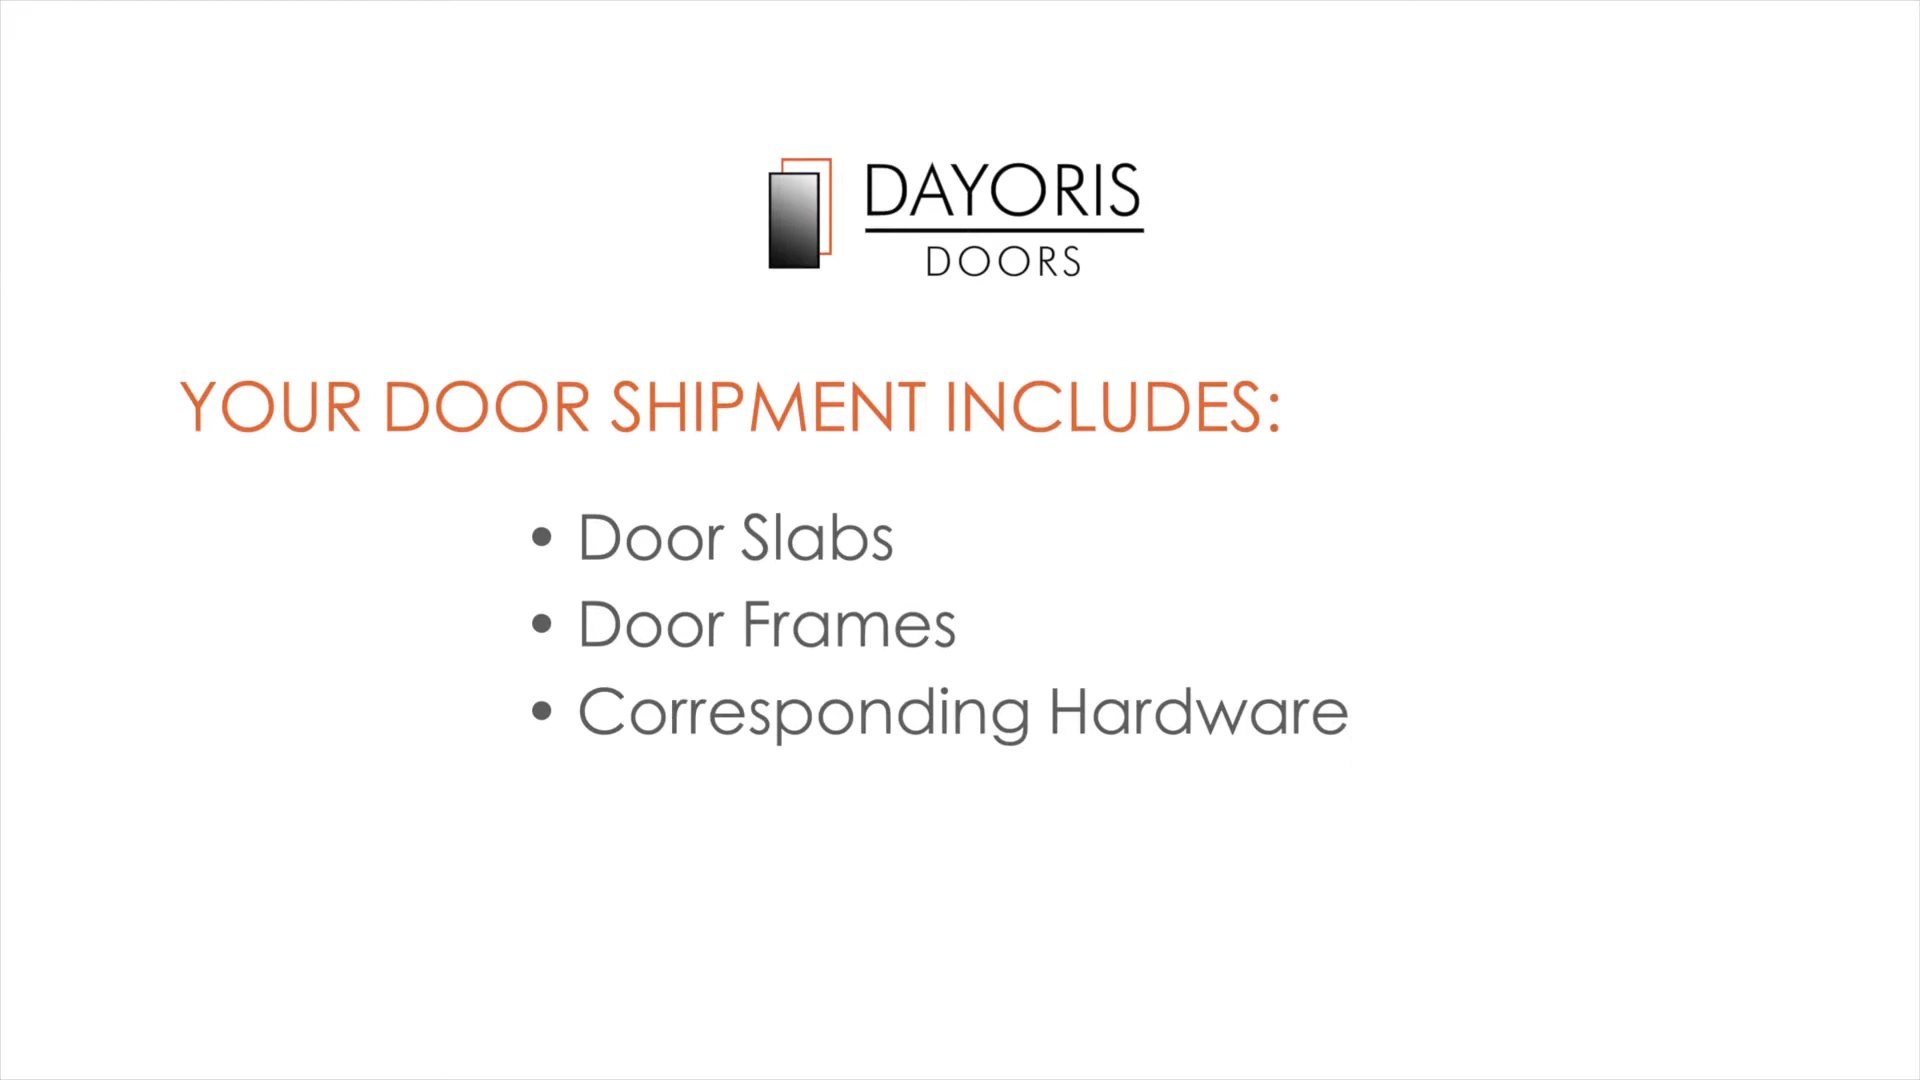 DAYORIS
DOORS
YOUR DOOR SHIPMENT INCLUDES:
• Door Slabs
• Door Frames
• Corresponding Hardware